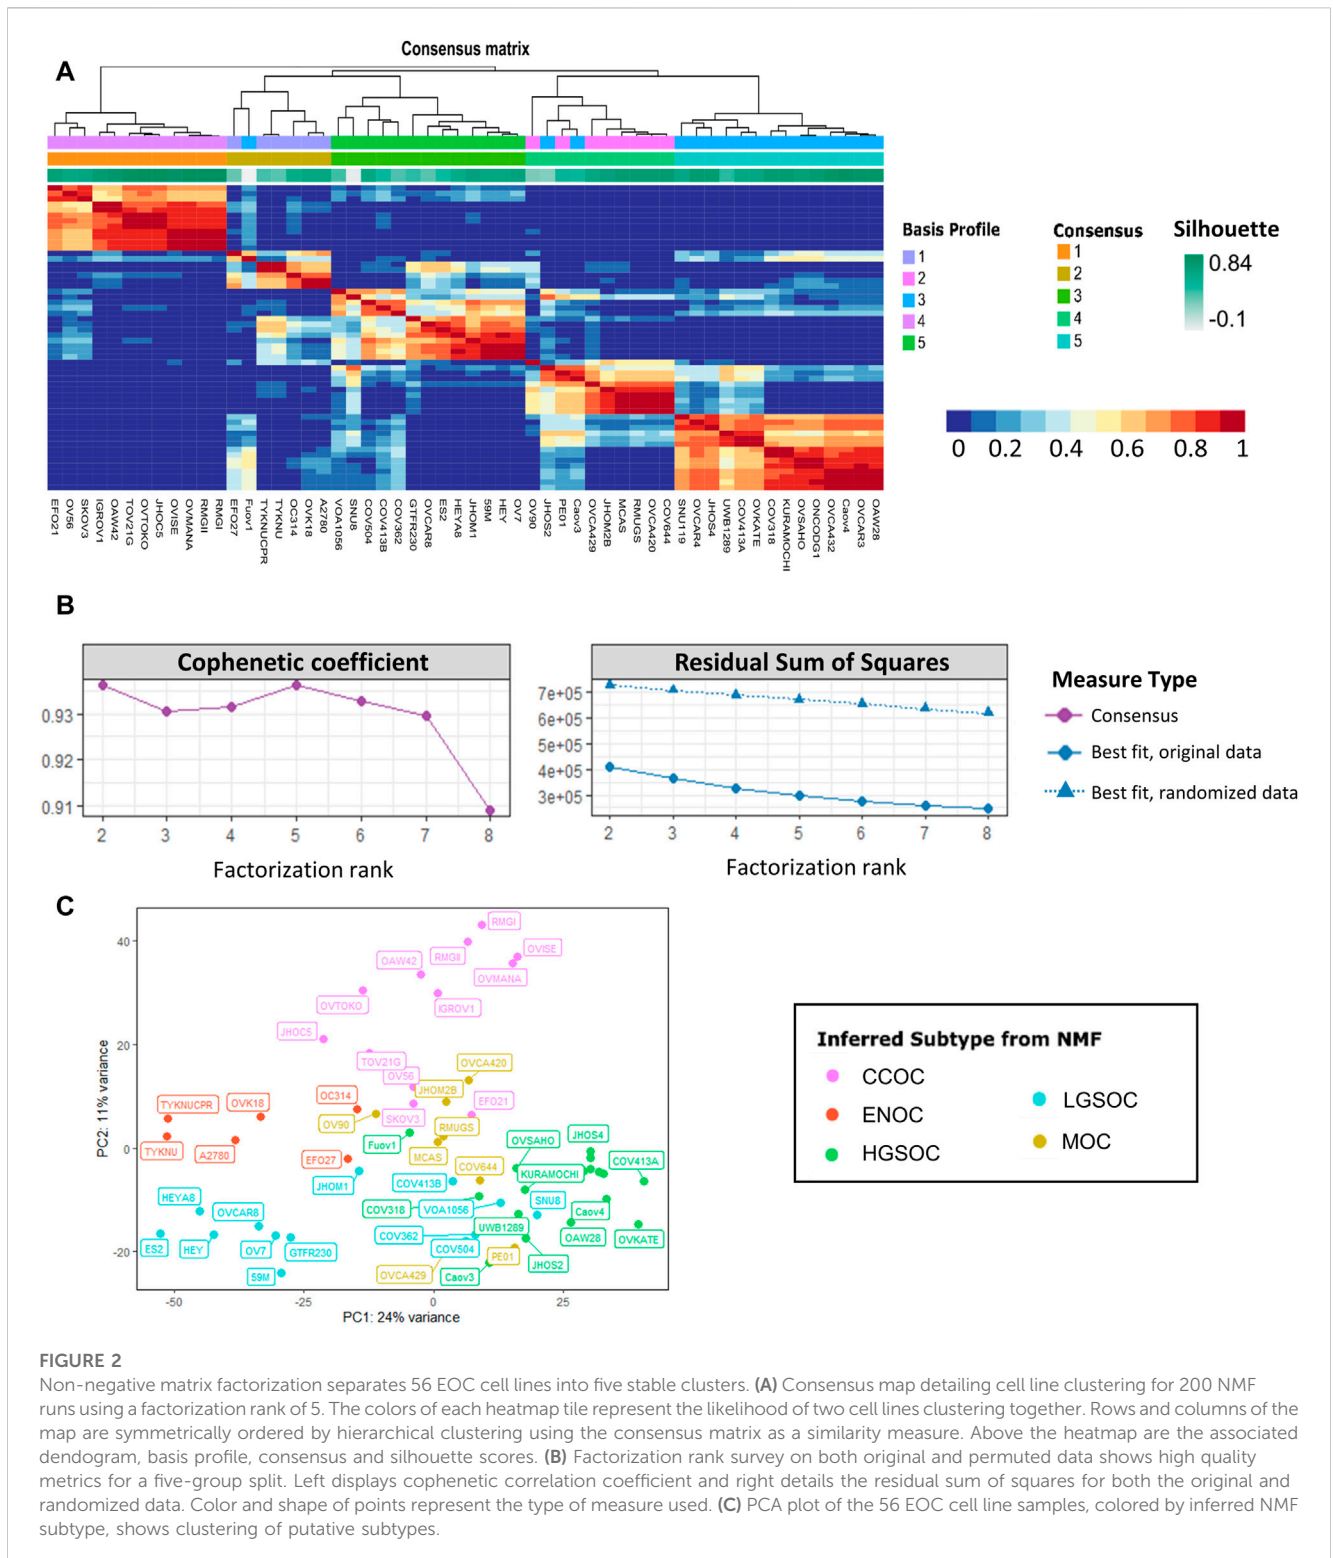 Consensus matrix
A
Basis Profile
1
2
3
4
5
Consensus
1
2
3
4
5
Silhouette
0.84
-0.1
0 0.2 0.4 0.6 0.8 1
EFO21
OV56
SKOV3
IGROV1
OAW42
TOV21G
OVTOKO
JHOC5
OVISE
OVMANA
RMGII
RMGI
EFO27
Fuov1
TYKNUCPR
TYKNU
OC314
OVK18
A2780
VOA1056
SNU8
COV504
COV413B
COV362
GTFR230
OVCAR8
ES2
HEYA8
JHOM1
59M
HEY
OV7
OV90
JHOS2
PE01
Caov3
OVCA429
JHOM2B
MCAS
RMUGS
OVCA420
COV644
SNU119
OVCAR4
JHOS4
UWB1289
COV413A
OVKATE
COV318
KURAMOCHI
OVSAHO
ONCODG1
OVCA432
Caov4
OVCAR3
OAW28
B
Cophenetic coefficient
0.93
0.92
0.91
2 3 4 5 6 7 8
Factorization rank
Residual Sum of Squares
7e+05
6e+05
5e+05
4e+05
3e+05
2 3 4 5 6 7 8
Factorization rank
Measure Type
Consensus
Best fit, original data
Best fit, randomized data
C
PC2: 11% variance
40
20
0
-20
-50 -25 0 25
PC1: 24% variance
RMGI
RMGII
OVISE
OAW42
OVMANA
OVTOKO
IGROV1
JHOC5
TOV21G
OVCA420
OV56
JHOM2B
OC314
EFO21
TYKNUCPR
OVK18
OV90
SKOV3
RMUGS
Fuov1
OVSAHO
JHOS4
TYKNU
A2780
EFO27
MCAS
COV644
KURAMOCHI
COV413A
JHOM1
COV413B
HEYA8
COV318
VOA1056
SNU8
Caov4
OVCAR8
UWB1289
ES2
HEY
OV7
GTFR230
COV362
COV504
PE01
JHOS2
OAW28
OVKATE
59M
OVCA429
Caov3
Inferred Subtype from NMF
CCOC
ENOC
HGSOC
LGSOC
MOC
FIGURE 2
Non-negative matrix factorization separates 56 EOC cell lines into five stable clusters. (A) Consensus map detailing cell line clustering for 200 NMF
runs using a factorization rank of 5. The colors of each heatmap tile represent the likelihood of two cell lines clustering together. Rows and columns of the
map are symmetrically ordered by hierarchical clustering using the consensus matrix as a similarity measure. Above the heatmap are the associated
dendogram, basis profile, consensus and silhouette scores. (B) Factorization rank survey on both original and permuted data shows high quality
metrics for a five-group split. Left displays cophenetic correlation coefficient and right details the residual sum of squares for both the original and
randomized data. Color and shape of points represent the type of measure used. (C) PCA plot of the 56 EOC cell line samples, colored by inferred NMF
subtype, shows clustering of putative subtypes.